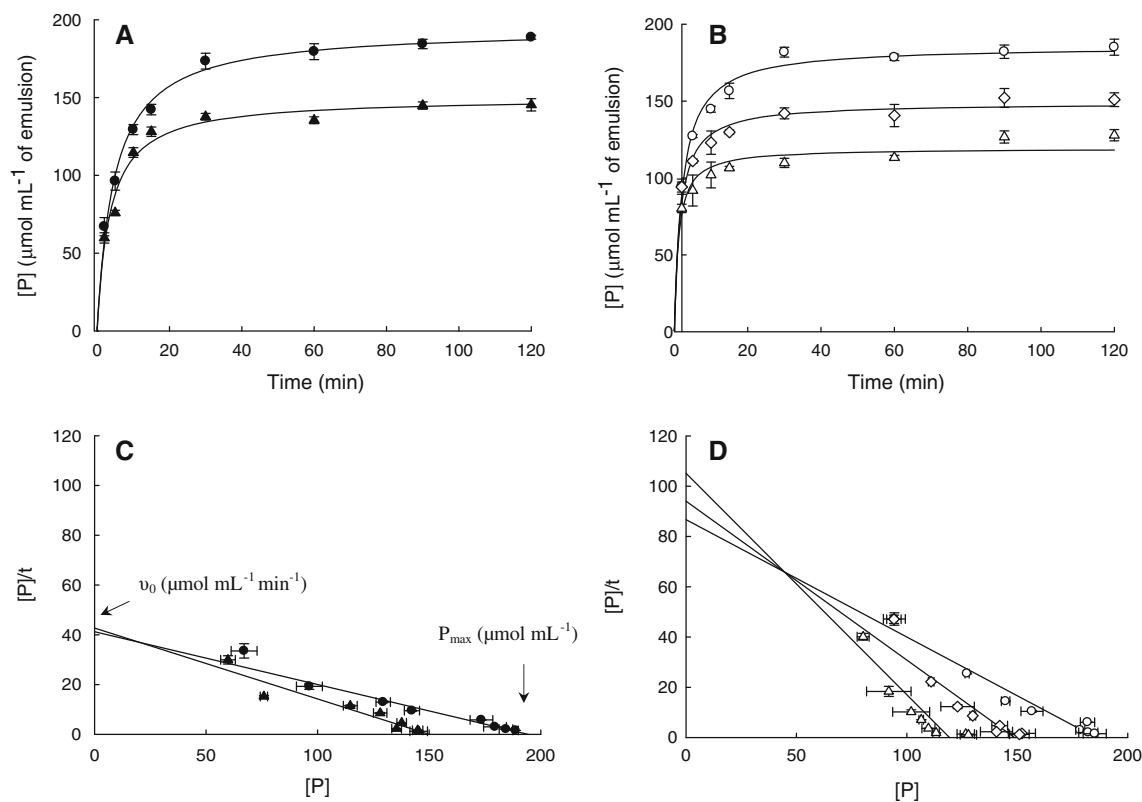 A
[P] (µmol mL⁻¹ of emulsion)
200
150
100
50
0
0 20 40 60 80 100 120
Time (min)
B
[P] (µmol mL⁻¹ of emulsion)
200
150
100
50
0
0 20 40 60 80 100 120
Time (min)
C
[P]/t
120
100
80
60
40
20
0
υ₀ (µmol mL⁻¹ min⁻¹)
Pmax (µmol mL⁻¹)
0 50 100 150 200
[P]
D
[P]/t
120
100
80
60
40
20
0
0 50 100 150 200
[P]